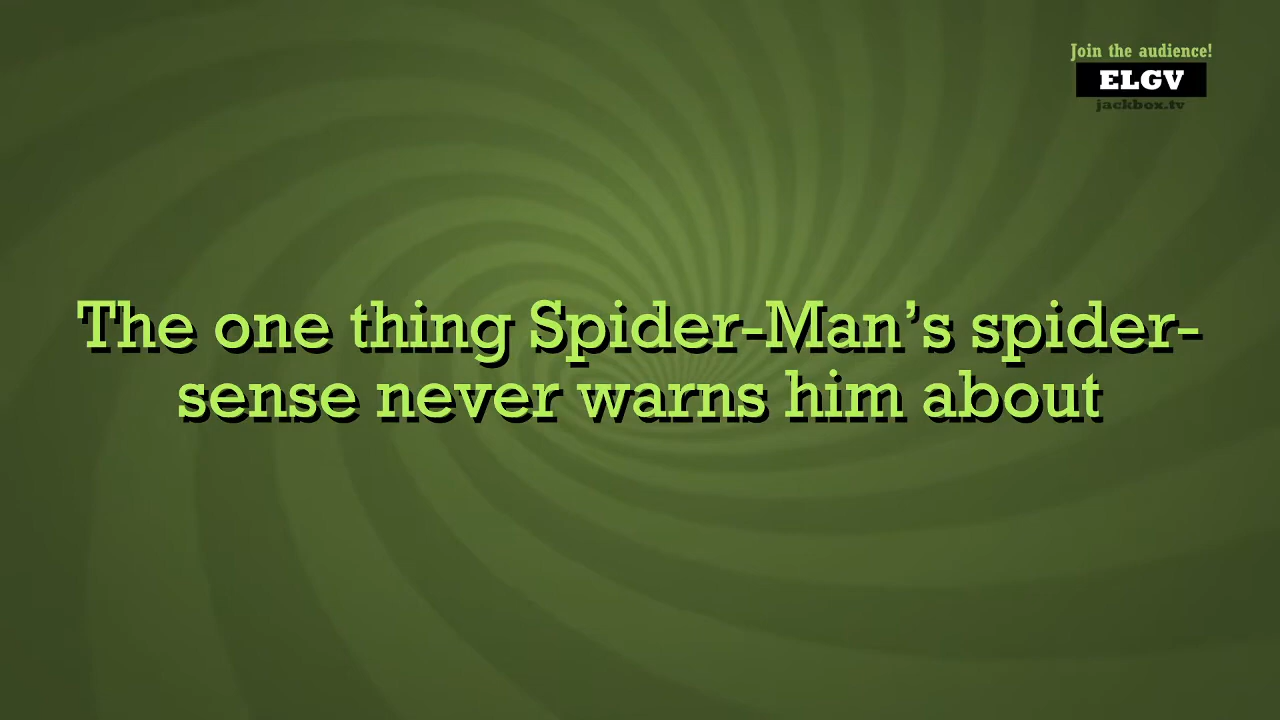 Join the audience!
ELGV
jackbox.tv
The one thing Spider-Man's spider-
sense never warns him about